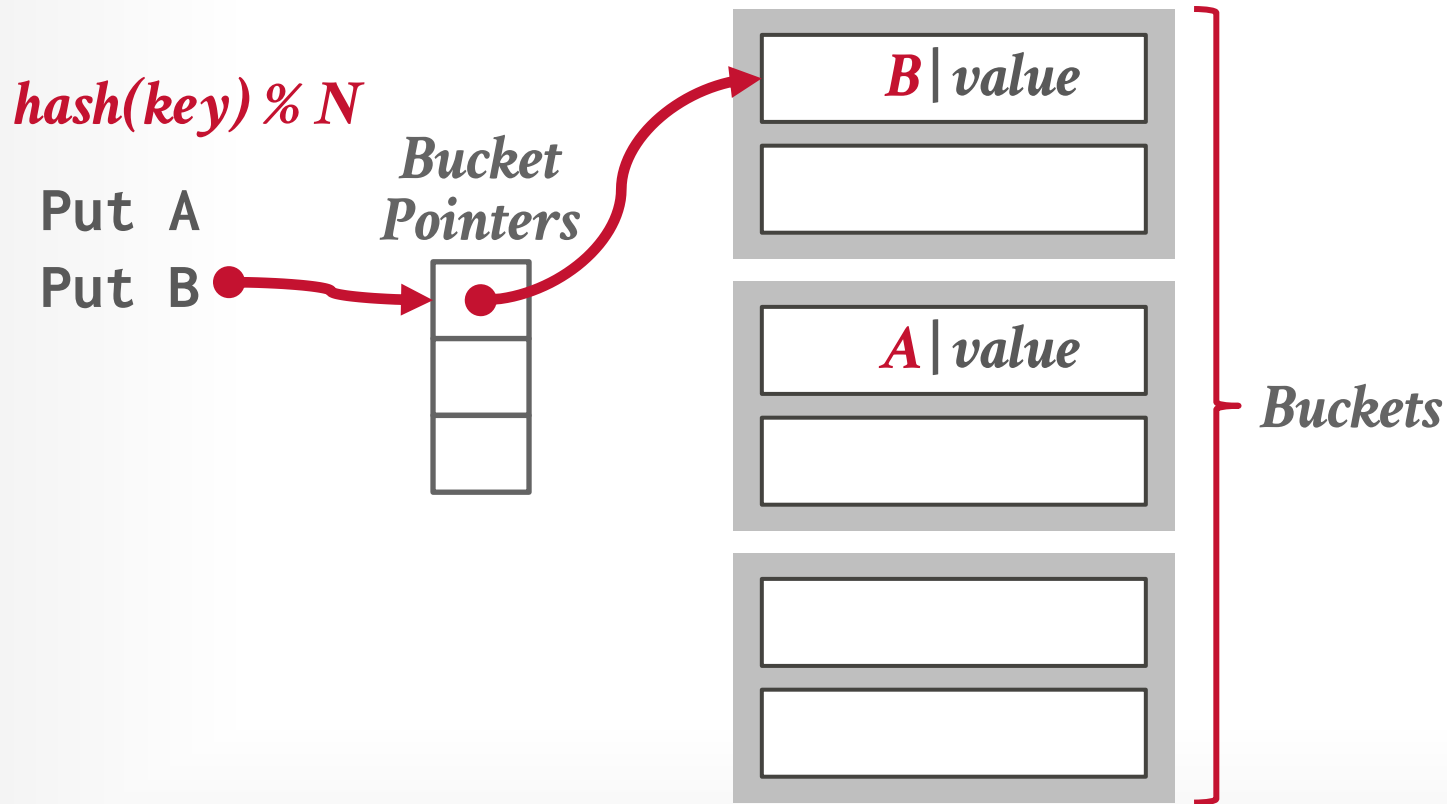 hash(key) % N
Put A
Put B
Bucket
Pointers
B|value
A|value
Buckets